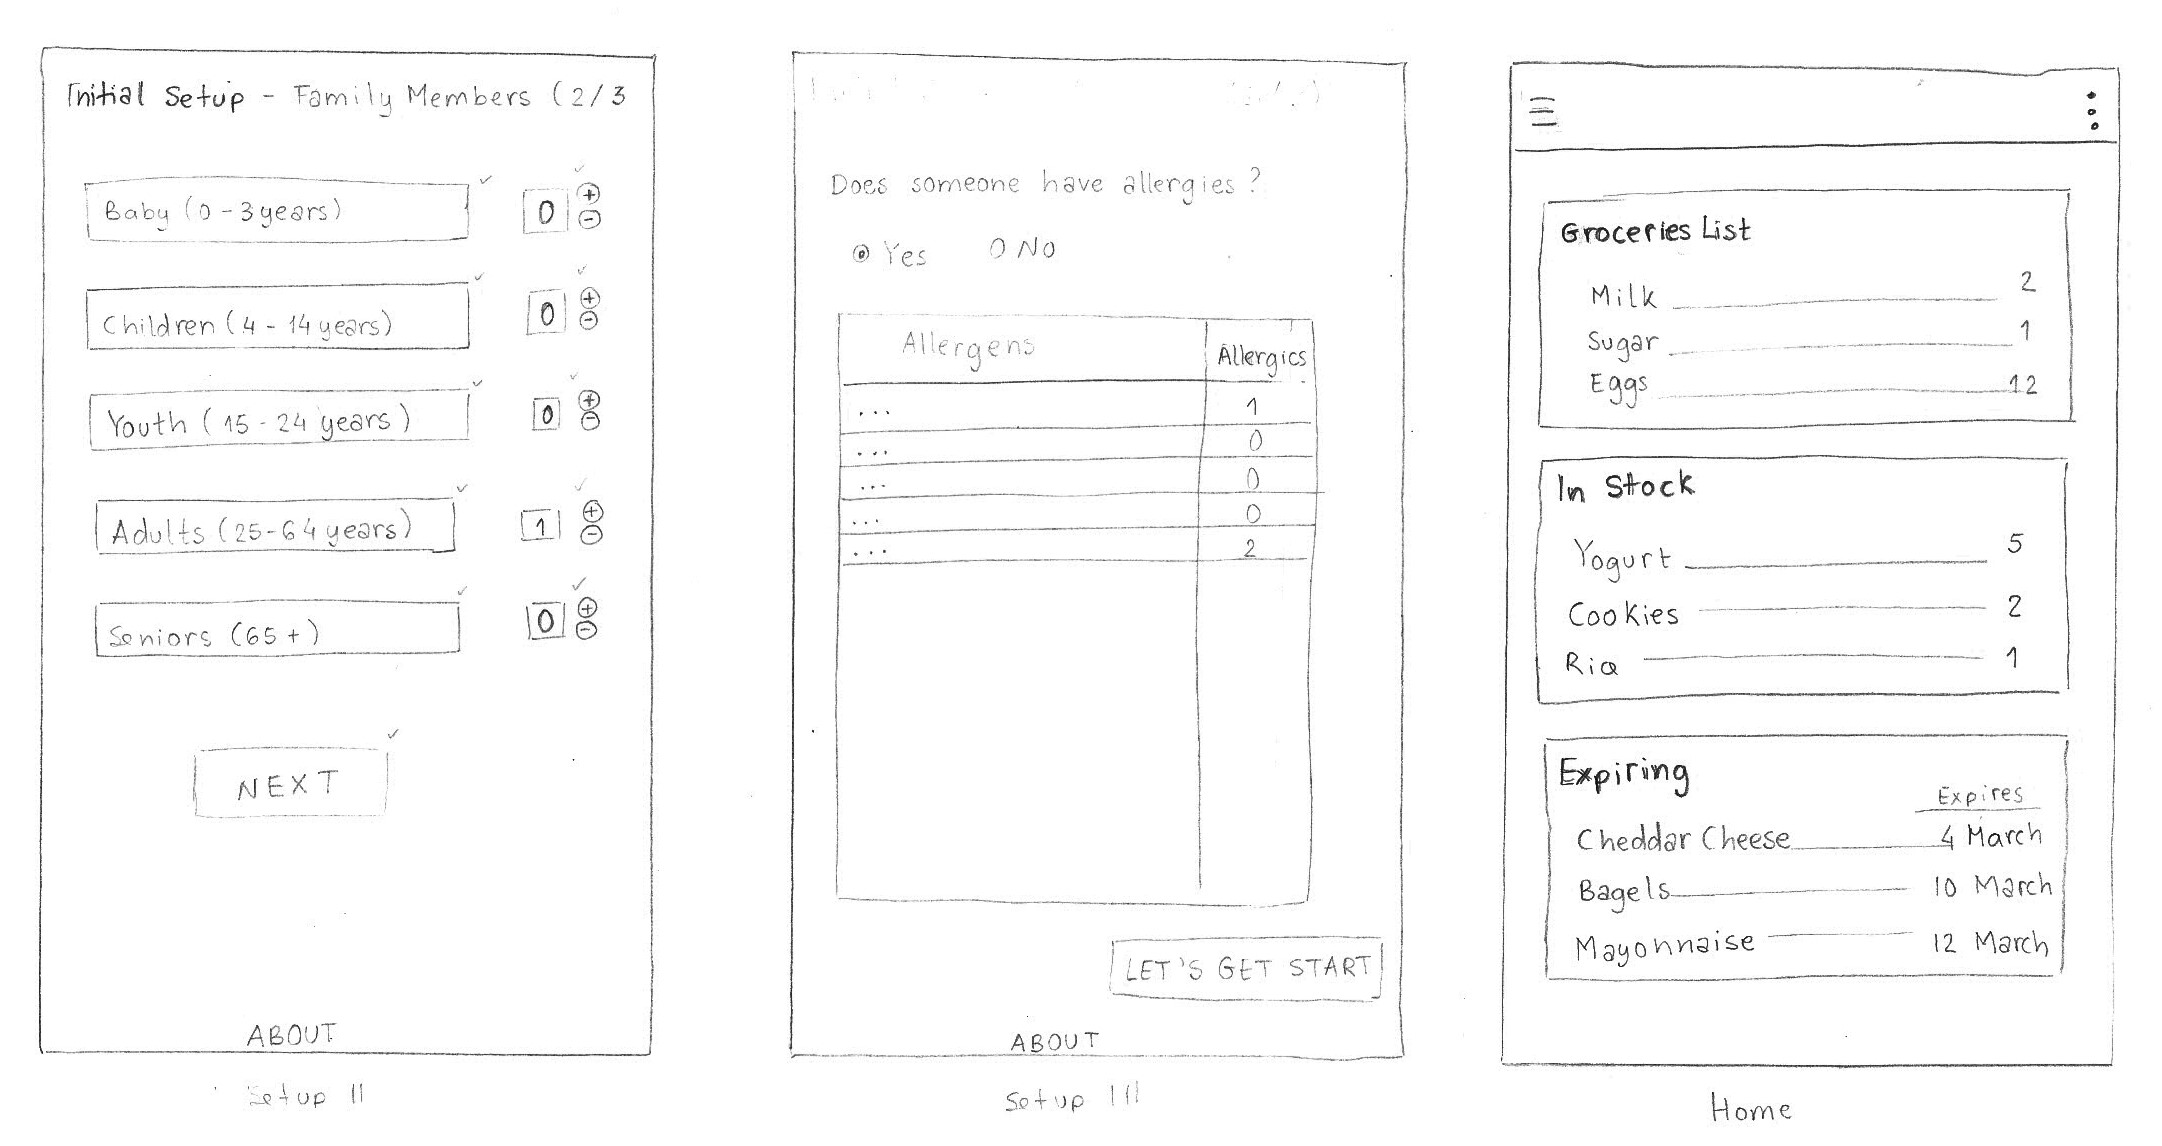 Initial Setup - Family Members (2/3
Baby (0 - 3 years) 0 + -
Children (4 - 14 years) 0 + -
Youth (15 - 24 years) 0 + -
Adults (25-64 years) 1 + -
Seniors (65+) 0 + -
NEXT
ABOUT
Setup II
Does someone have allergies?
Yes No
Allergens Allergics
... 1
... 0
... 0
... 0
... 2
LET'S GET START
ABOUT
Setup III
Groceries List
Milk 2
Sugar 1
Eggs 12
In Stock
Yogurt 5
Cookies 2
1
Expiring
Expires
Cheddar Cheese 4 March
Bagels 10 March
Mayonnaise 12 March
Home